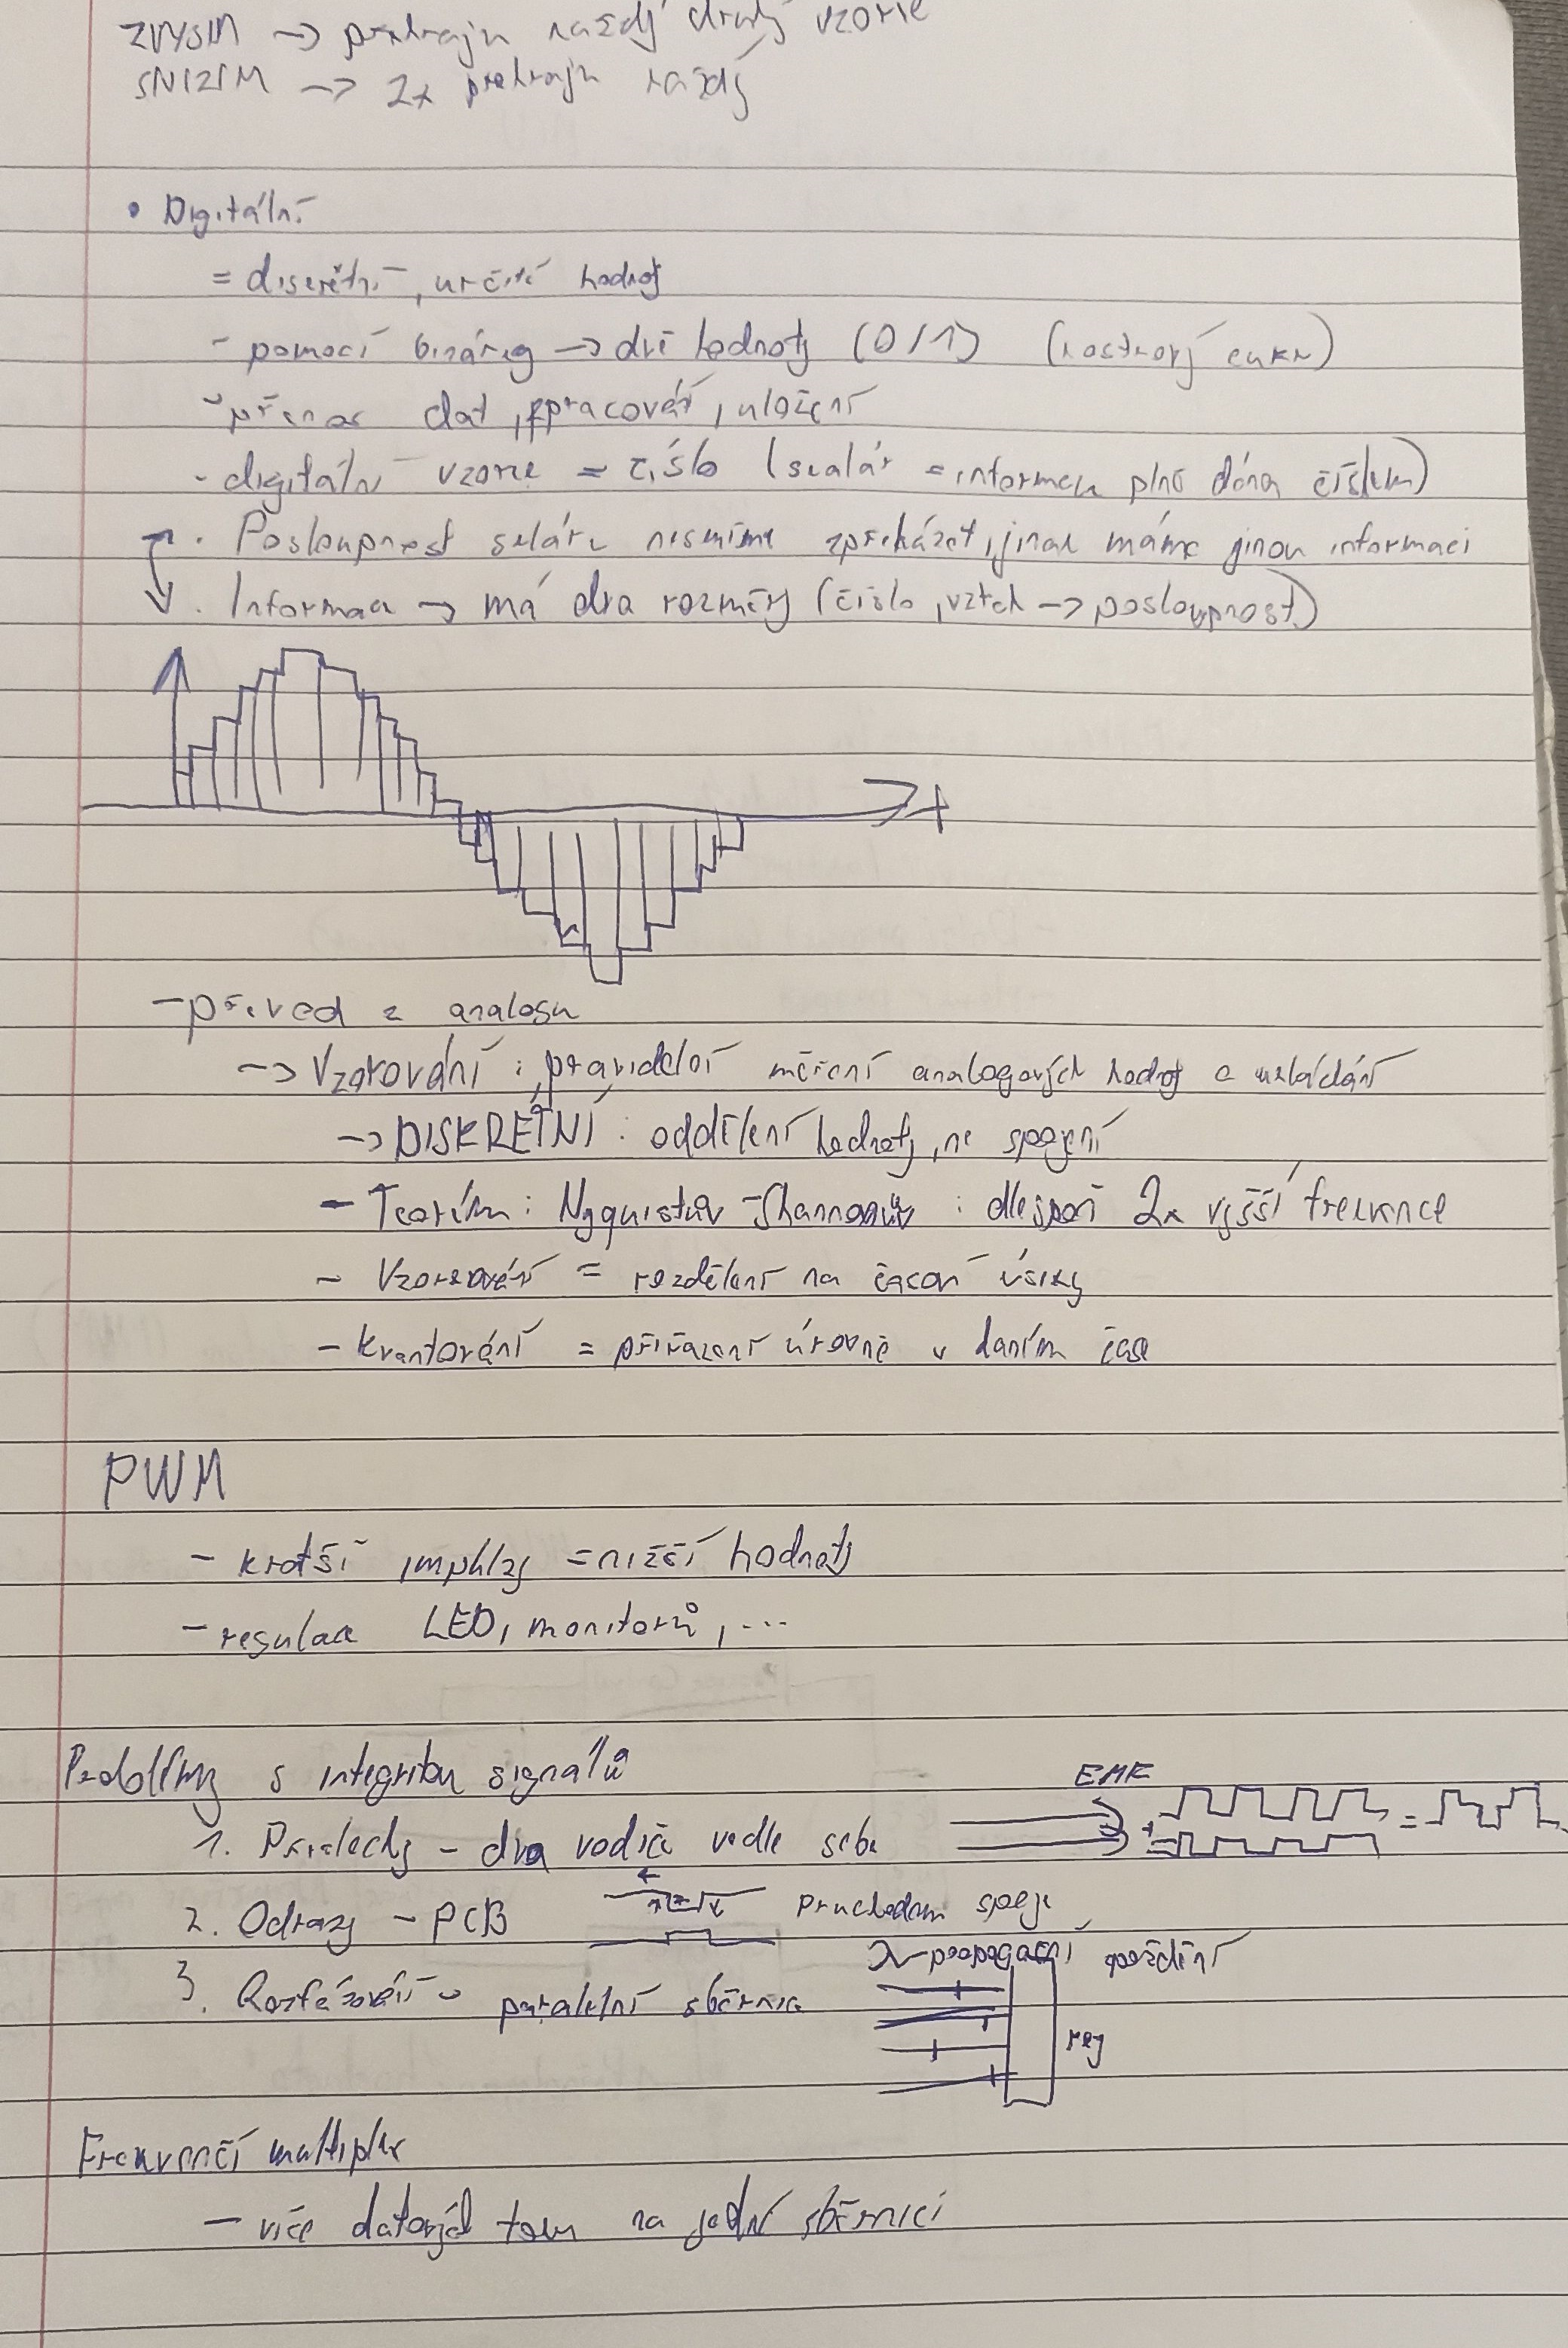 ZVÝŠÍM -> přehraju každý druhý vzorek
SNÍŽÍM -> 2x přehraju každý
• Digitální
= diskrétní, určité hodnoty
- pomocí binárky -> dvě hodnoty (0/1) (kostkový cukr)
- přenos dat, zpracování, uložení
- digitální vzorek = číslo (skalár = informace plně dána číslem)
• Posloupnost skalárů nesmíme zpřeházet, jinak máme jinou informaci
• Informace -> má dva rozměry (číslo, vztah -> posloupnost)
t
- převod z analogu
-> Vzorkování: pravidelné měření analogových hodnot a ukládání
-> DISKRÉTNÍ: oddělení hodnoty, ne spojení
- Teorém: Nyquistův-Shannonův: alespoň 2x vyšší frekvence
- Vzorkování = rozdělení na časové úseky
- kvantování = přiřazení úrovně v daném čase
PWM
- kratší impulzy = nižší hodnoty
- regulace LED, monitorů, ...
Problémy s integritou signálů
EMK
1. Přeslechy - dva vodiče vedle sebe
+ = =
2. Odrazy - PCB průchodem spoje
3. Rozfázování - paralelní sběrnice
-> propagační zpoždění
reg
Frekvenčí multiplex
- více datových toků na jedné sběrnici